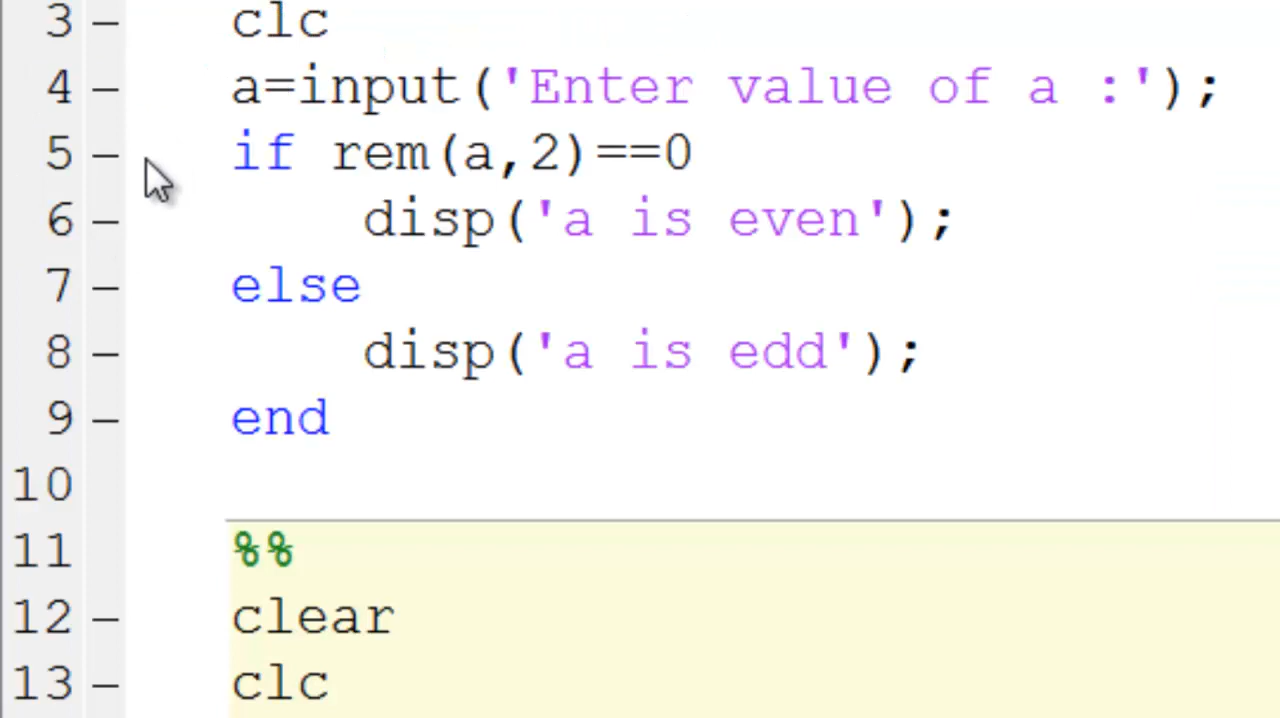 3 – clc
4 – a=input('Enter value of a :');
5 – if rem(a,2)==0
6 – disp('a is even');
7 – else
8 – disp('a is edd');
9 – end
10
11 %%
12 – clear
13 – clc